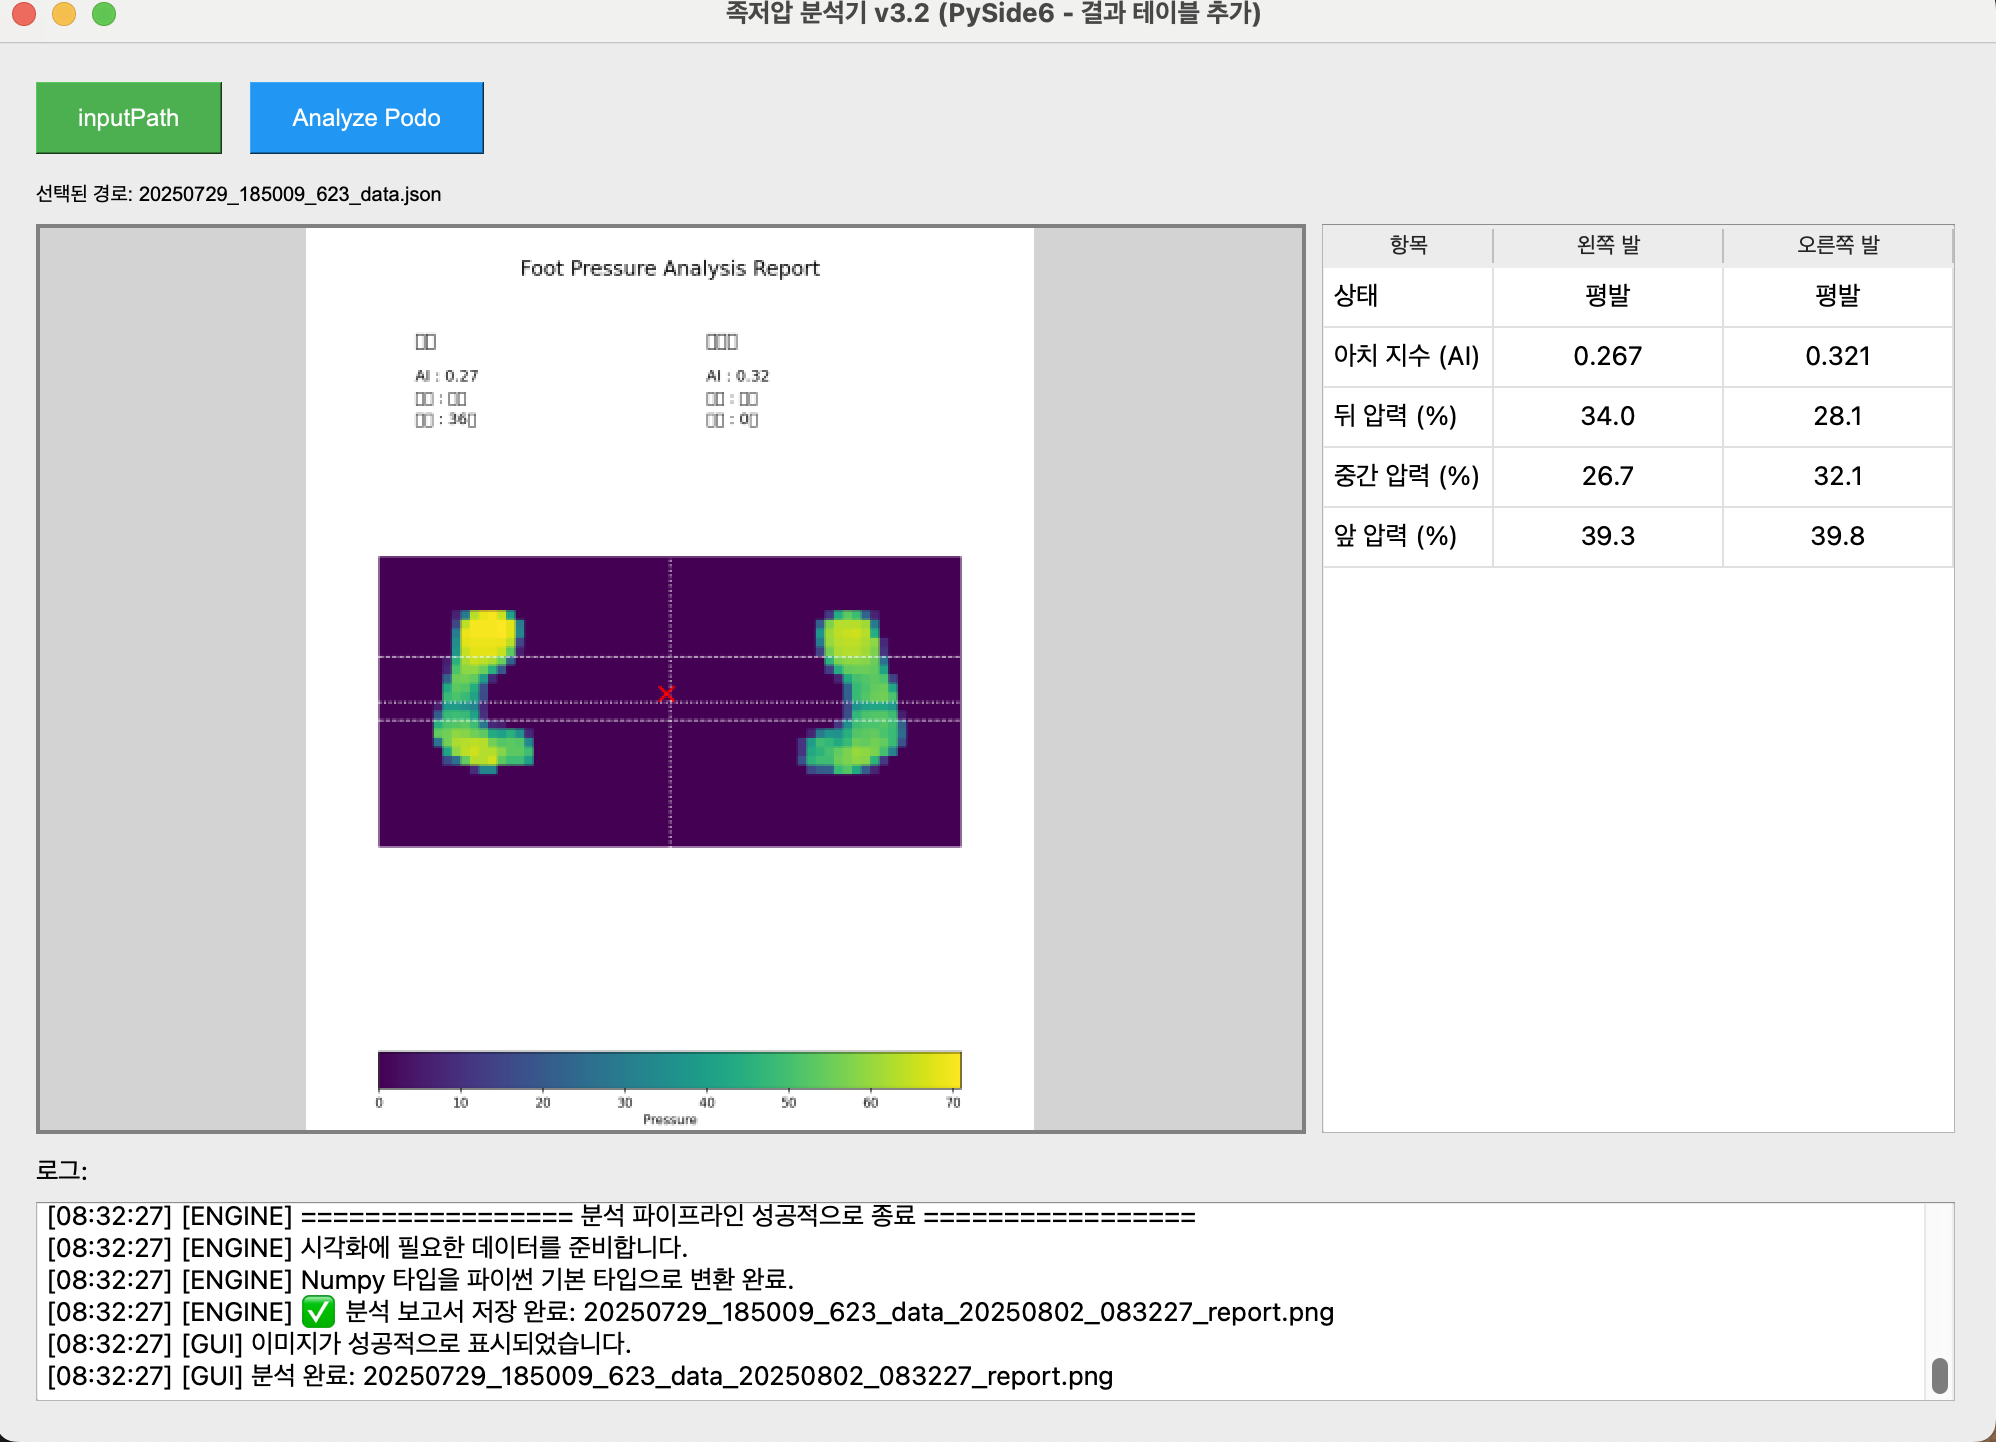 족저압 분석기 v3.2 (PySide6 - 결과 테이블 추가)
inputPath
Analyze Podo
선택된 경로: 20250729_185009_623_data.json
Foot Pressure Analysis Report
□□
□□□
AI : 0.27
AI : 0.32
□□ : □□
□□ : □□
□□ : 36□
□□ : 0□
0 10 20 30 40 50 60 70
Pressure
항목 왼쪽 발 오른쪽 발
상태 평발 평발
아치 지수 (AI) 0.267 0.321
뒤 압력 (%) 34.0 28.1
중간 압력 (%) 26.7 32.1
앞 압력 (%) 39.3 39.8
로그:
[08:32:27] [ENGINE] ================= 분석 파이프라인 성공적으로 종료 =================
[08:32:27] [ENGINE] 시각화에 필요한 데이터를 준비합니다.
[08:32:27] [ENGINE] Numpy 타입을 파이썬 기본 타입으로 변환 완료.
[08:32:27] [ENGINE] ✅ 분석 보고서 저장 완료: 20250729_185009_623_data_20250802_083227_report.png
[08:32:27] [GUI] 이미지가 성공적으로 표시되었습니다.
[08:32:27] [GUI] 분석 완료: 20250729_185009_623_data_20250802_083227_report.png